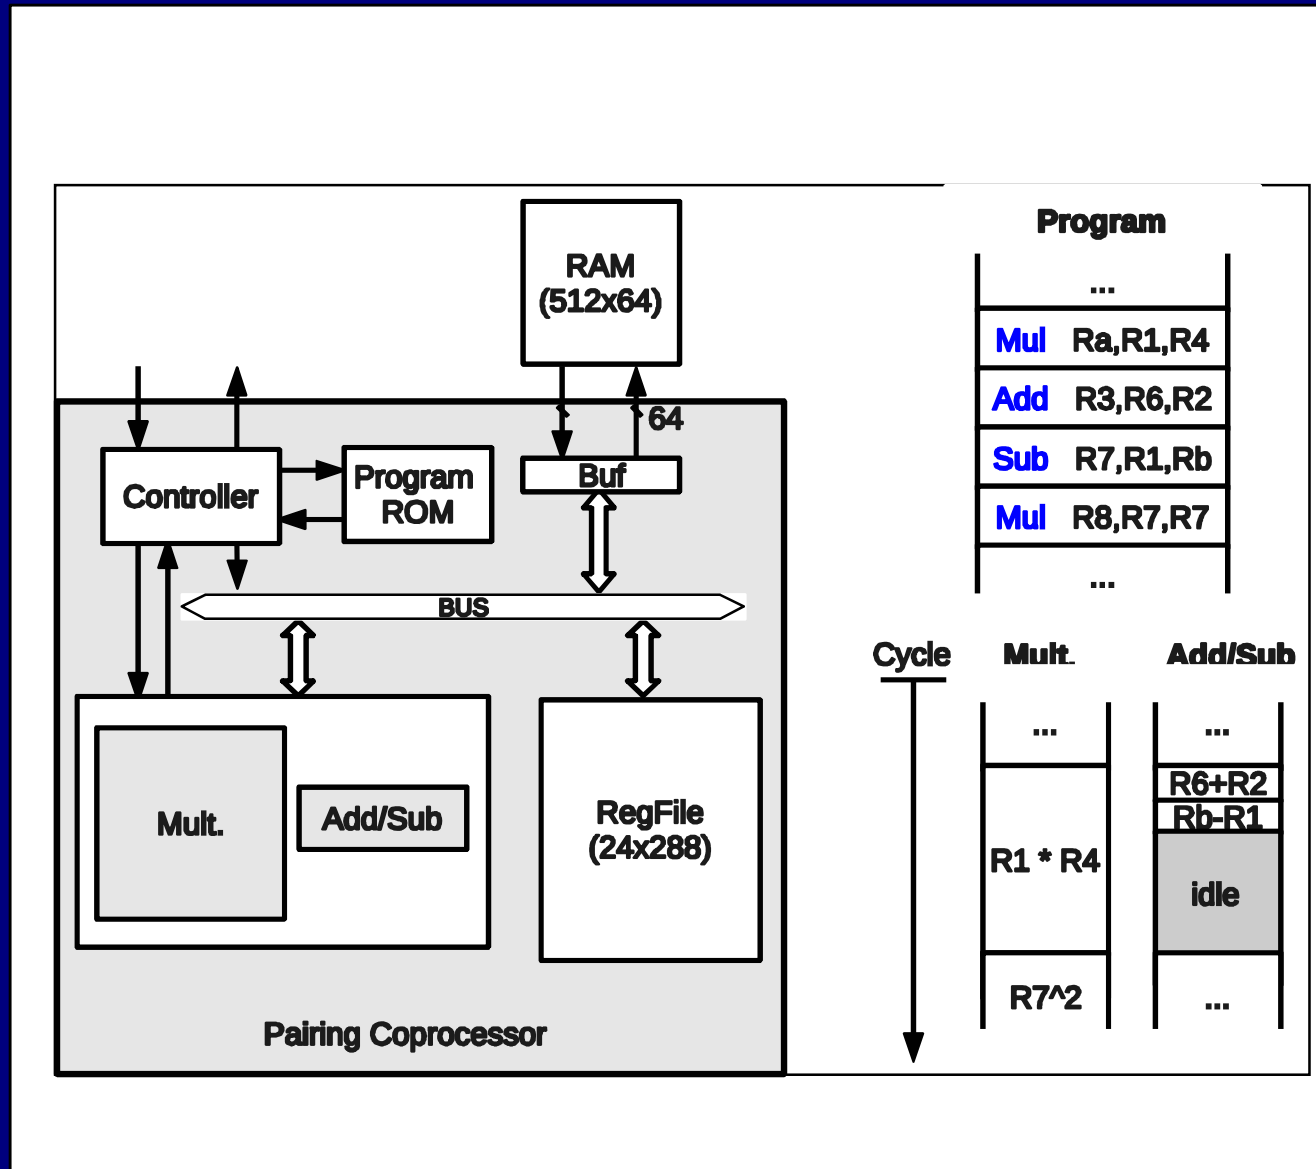 RAM
(512x64)
64
Buf
Controller
Program
ROM
BUS
Mult.
Add/Sub
RegFile
(24x288)
Pairing Coprocessor
Program
...
Mul Ra,R1,R4
Add R3,R6,R2
Sub R7,R1,Rb
Mul R8,R7,R7
...
Cycle Mult. Add/Sub
... ...
R6+R2
Rb-R1
R1 * R4
idle
R7^2 ...